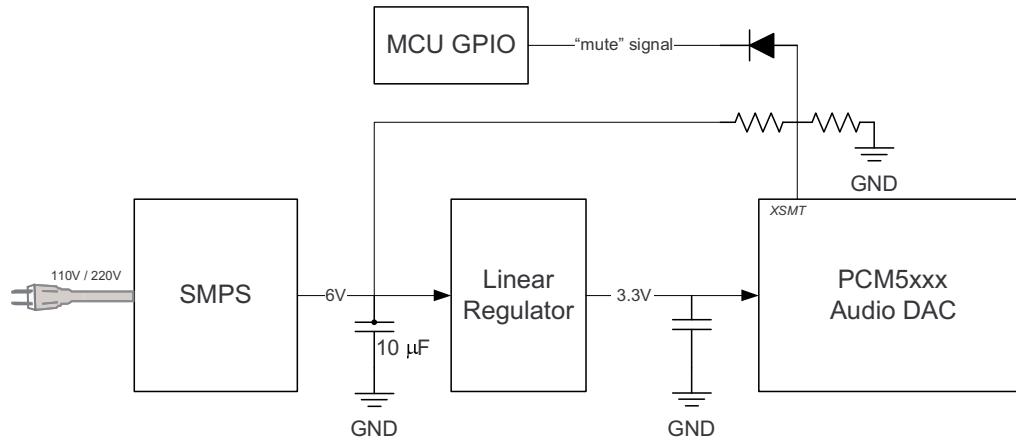 MCU GPIO
“mute” signal
GND
XSMT
110V / 220V
SMPS
6V
Linear
Regulator
3.3V
PCM5xxx
Audio DAC
10 μF
GND
GND